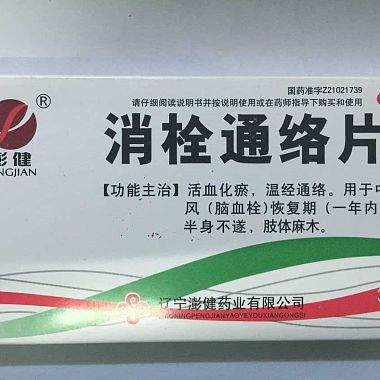 国药准字Z21021739
请仔细阅读说明书并按说明使用或在药师指导下购买和使用
®
澎健
ENGJIAN
消栓通络片
【功能主治】活血化瘀，温经通络。用于中
风（脑血栓)恢复期（一年内
半身不遂，肢体麻木。
辽宁澎健药业有限公司
LIAONINGPENGJIANYAOYEYOUXIANGONGSI